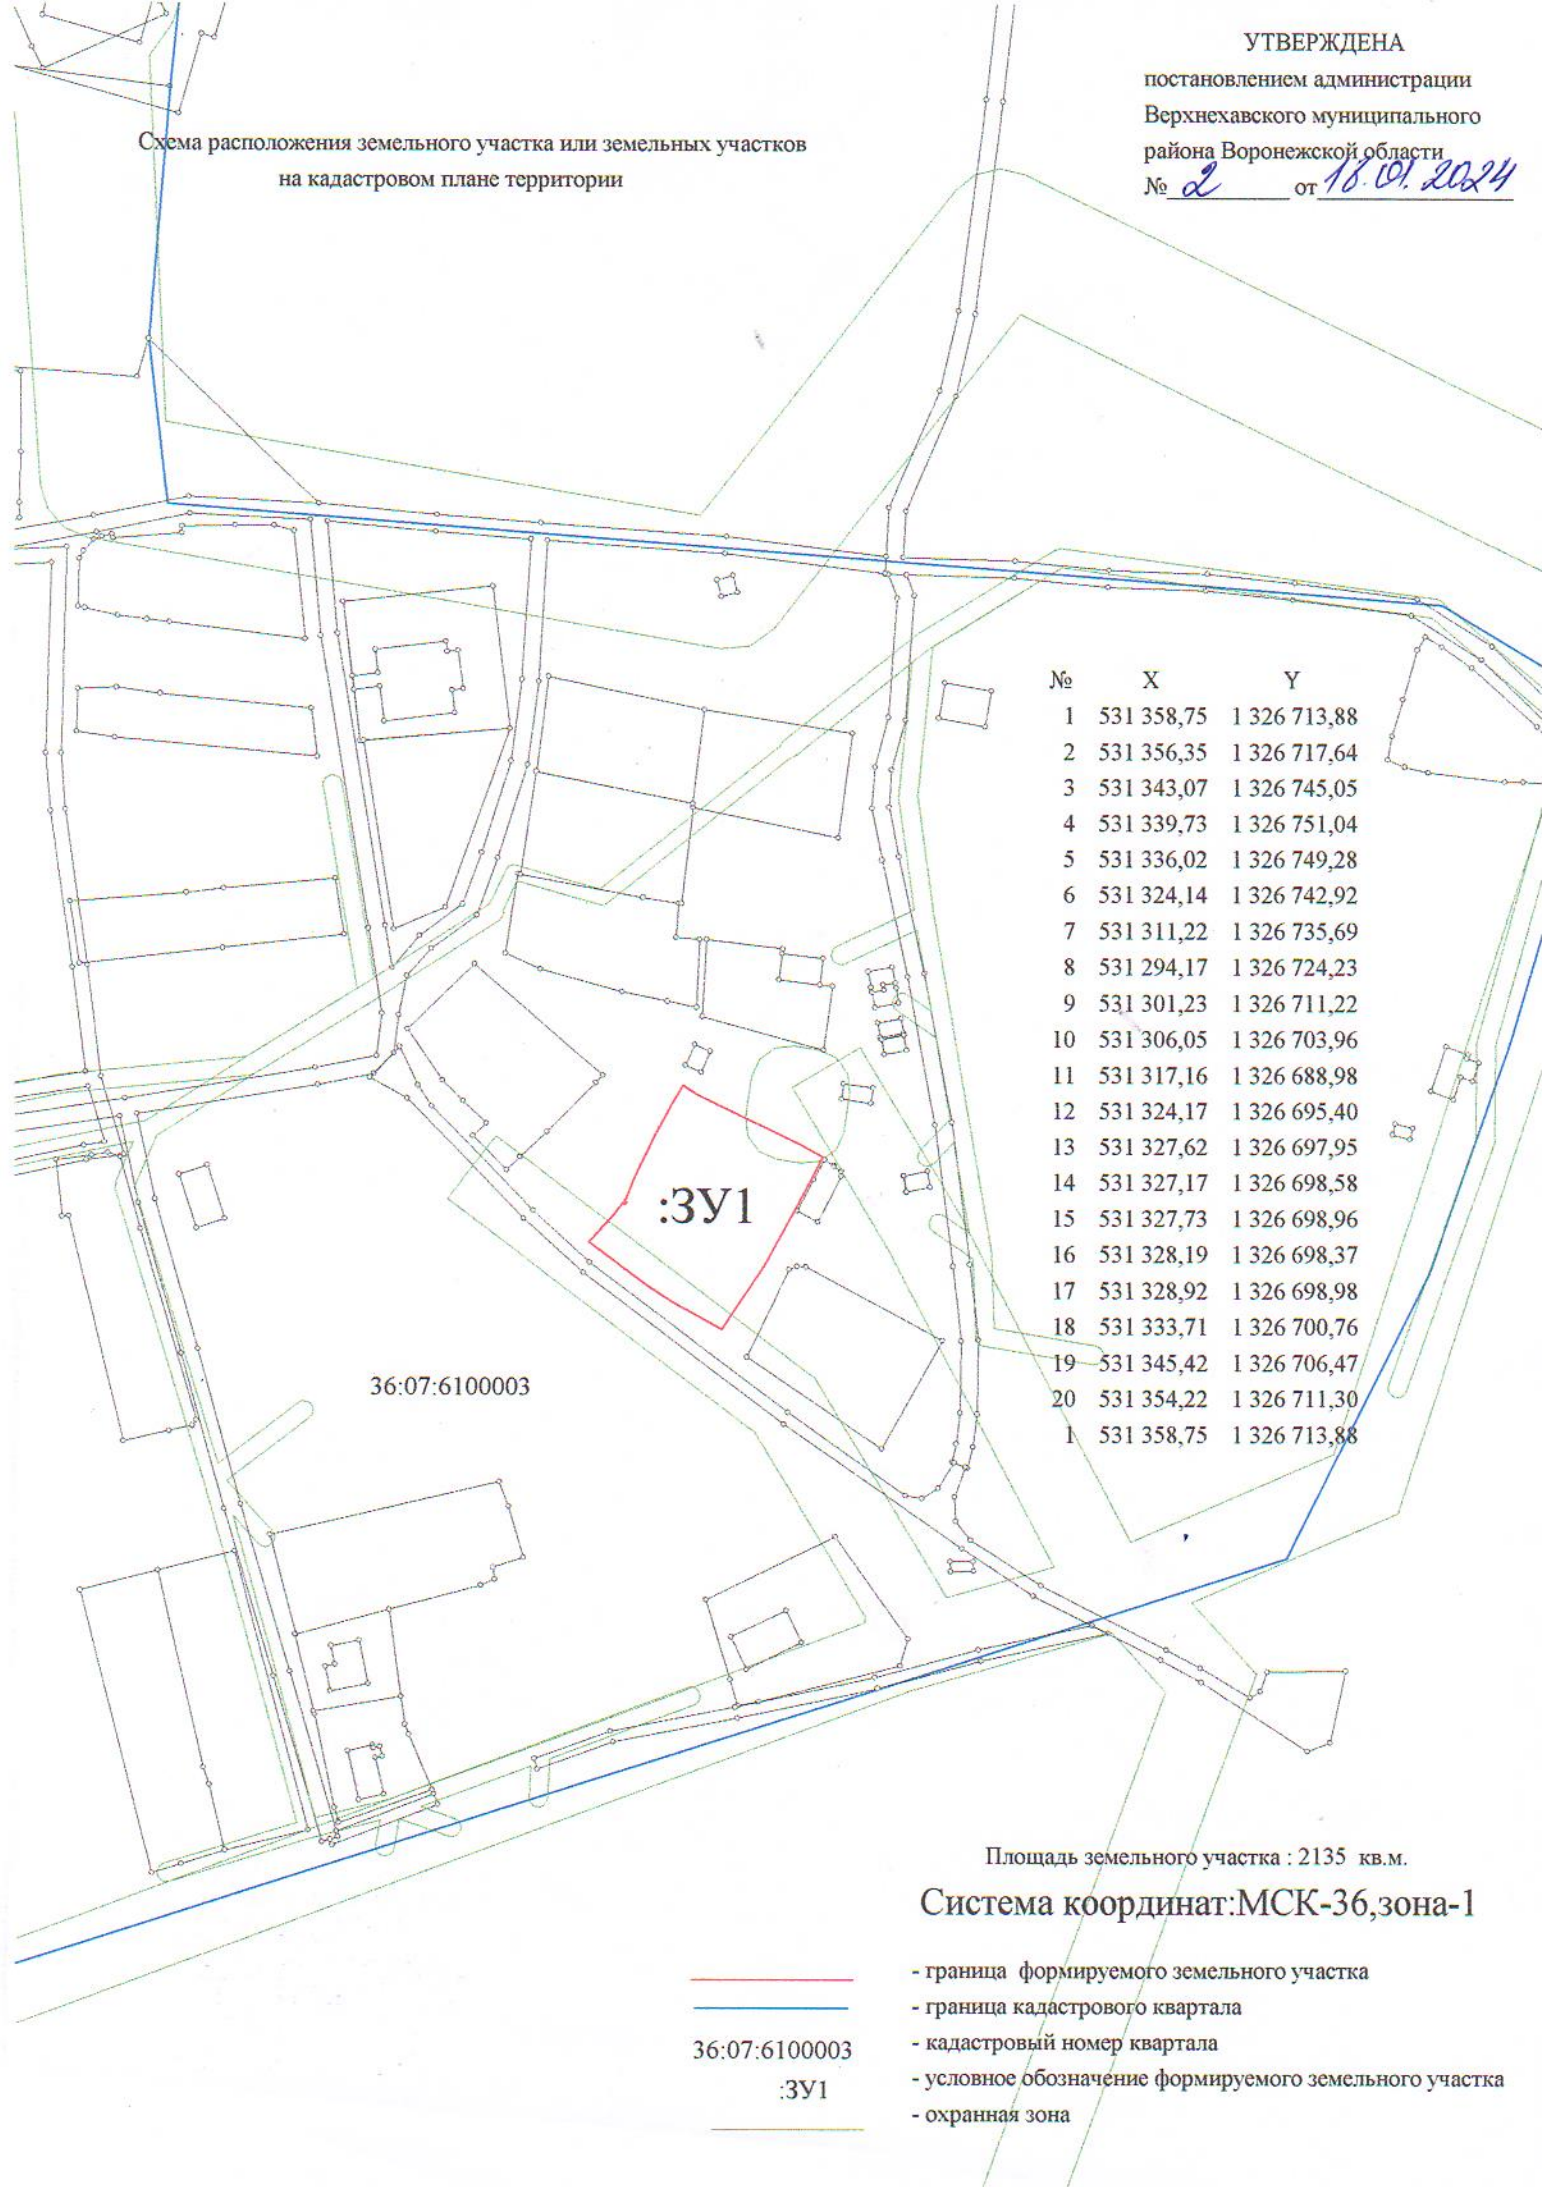 УТВЕРЖДЕНА
постановлением администрации
Верхнехавского муниципального
района Воронежской области
№ 2 от 18.01.2024
Схема расположения земельного участка или земельных участков
на кадастровом плане территории
№ X Y
1 531 358,75 1 326 713,88
2 531 356,35 1 326 717,64
3 531 343,07 1 326 745,05
4 531 339,73 1 326 751,04
5 531 336,02 1 326 749,28
6 531 324,14 1 326 742,92
7 531 311,22 1 326 735,69
8 531 294,17 1 326 724,23
9 531 301,23 1 326 711,22
10 531 306,05 1 326 703,96
11 531 317,16 1 326 688,98
12 531 324,17 1 326 695,40
13 531 327,62 1 326 697,95
14 531 327,17 1 326 698,58
15 531 327,73 1 326 698,96
16 531 328,19 1 326 698,37
17 531 328,92 1 326 698,98
18 531 333,71 1 326 700,76
19 531 345,42 1 326 706,47
20 531 354,22 1 326 711,30
1 531 358,75 1 326 713,88
:ЗУ1
36:07:6100003
Площадь земельного участка : 2135 кв.м.
Система координат:МСК-36,зона-1
- граница формируемого земельного участка
- граница кадастрового квартала
36:07:6100003 - кадастровый номер квартала
:ЗУ1 - условное обозначение формируемого земельного участка
- охранная зона